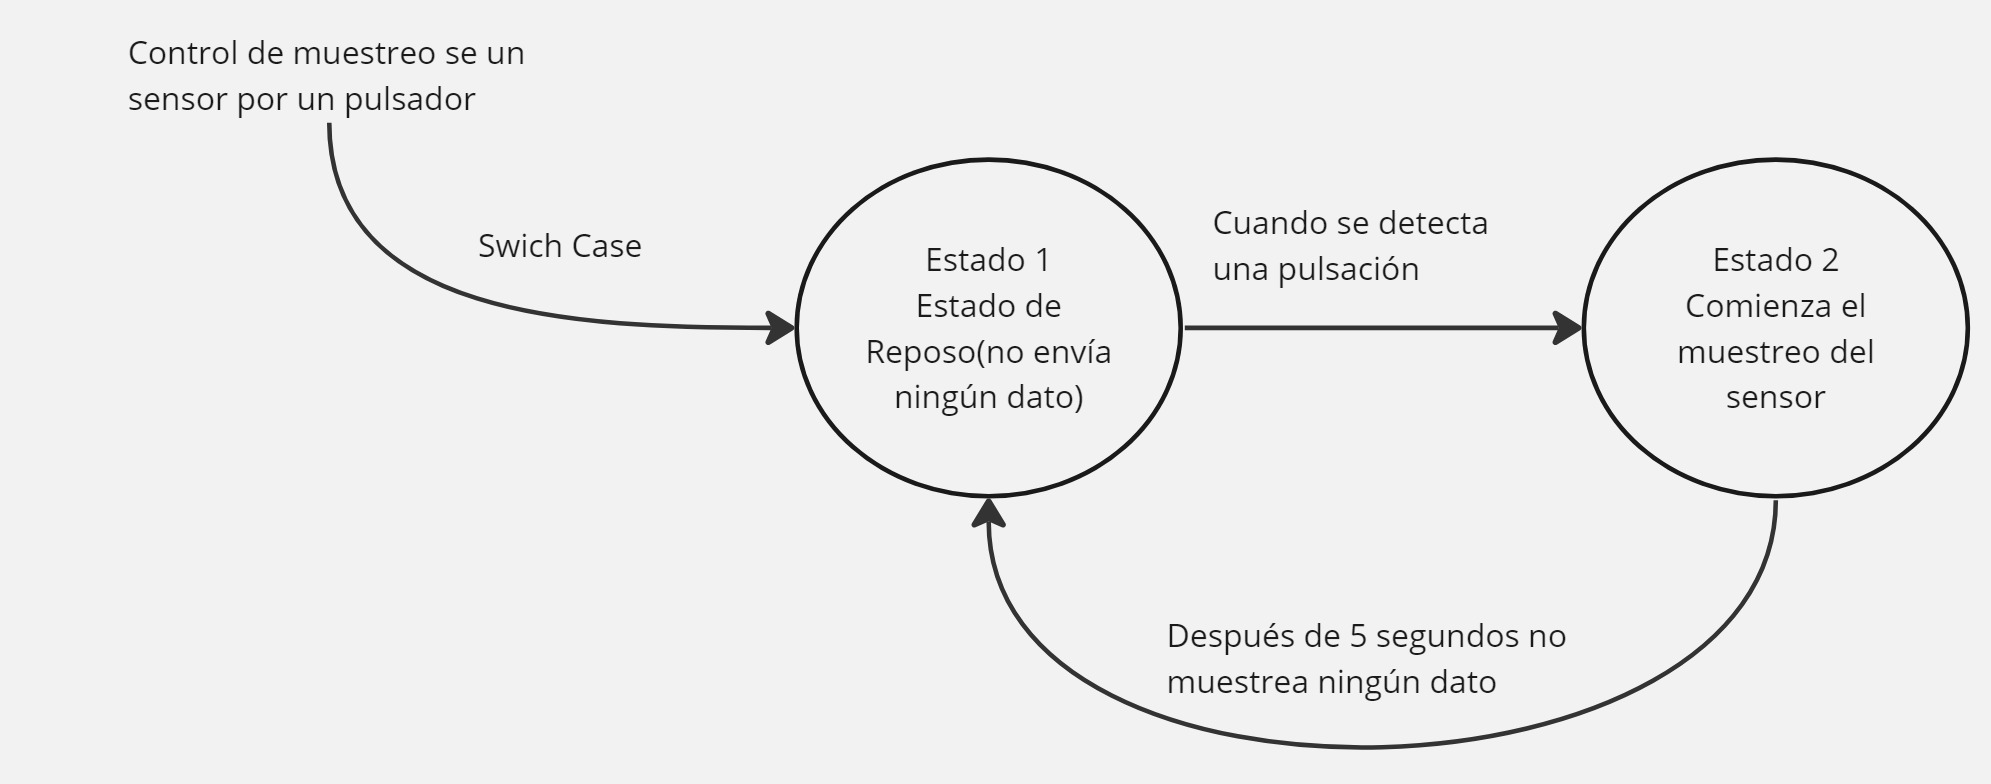 Control de muestreo se un
sensor por un pulsador
Swich Case
Estado 1
Estado de
Reposo(no envía
ningún dato)
Cuando se detecta
una pulsación
Estado 2
Comienza el
muestreo del
sensor
Después de 5 segundos no
muestrea ningún dato